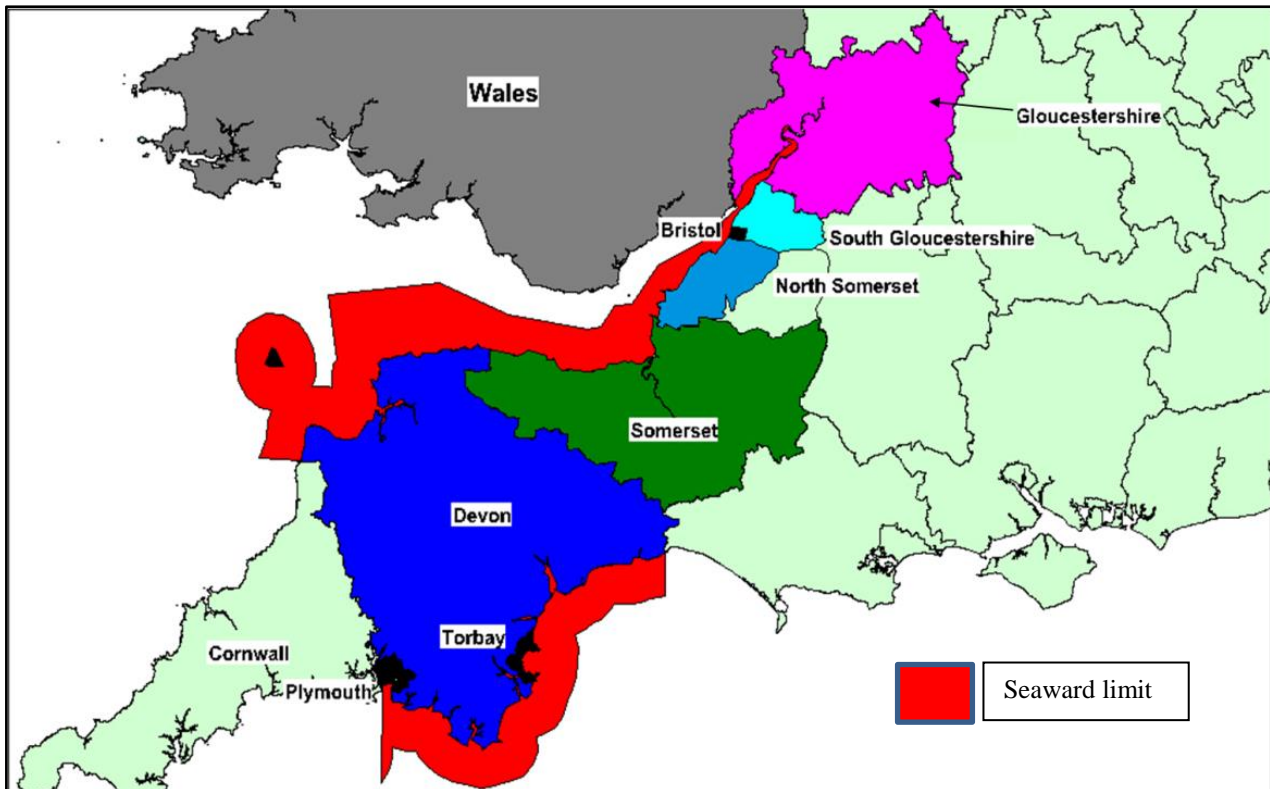 Wales
Gloucestershire
Bristol
South Gloucestershire
North Somerset
Somerset
Devon
Torbay
Cornwall
Plymouth
Seaward limit